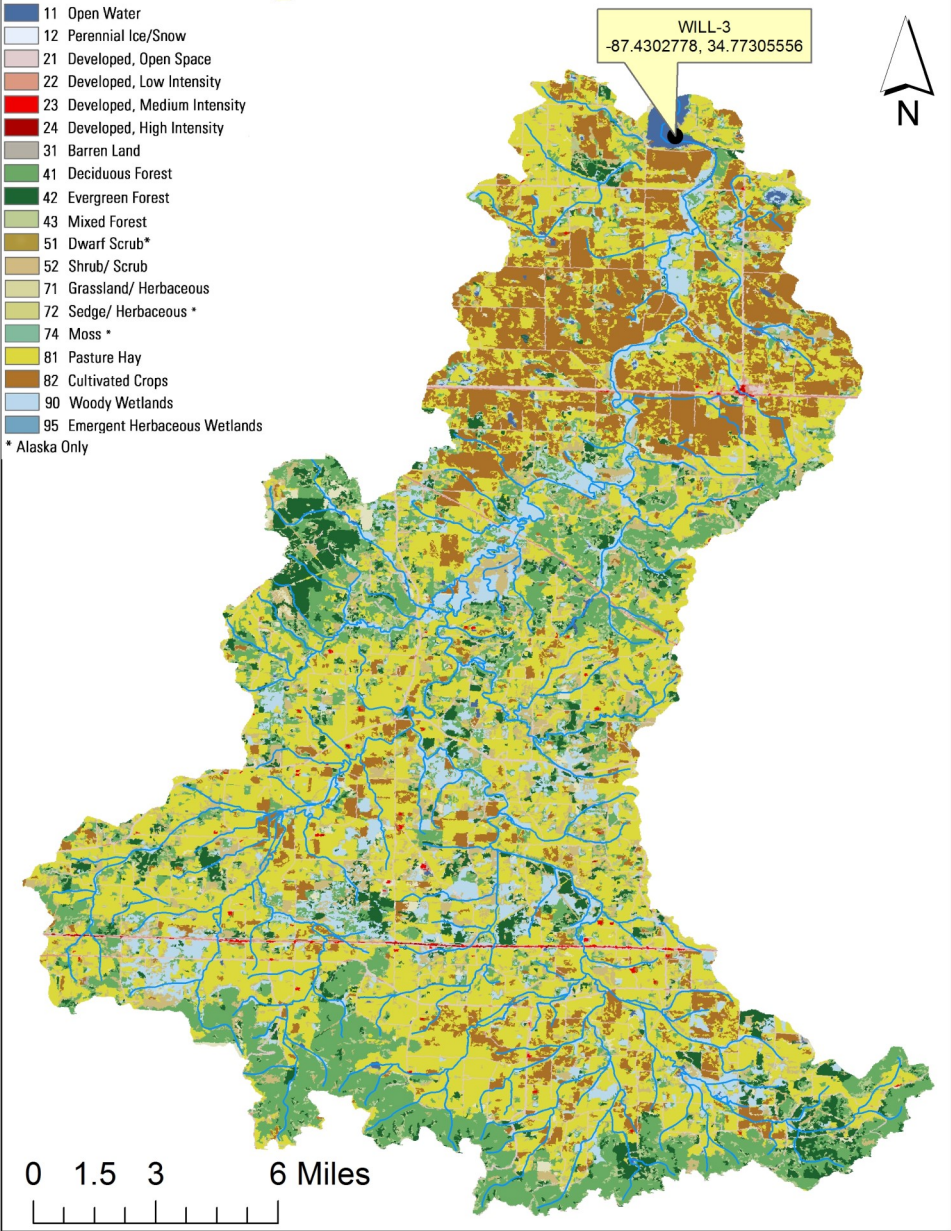 11 Open Water
12 Perennial Ice/Snow
21 Developed, Open Space
22 Developed, Low Intensity
23 Developed, Medium Intensity
24 Developed, High Intensity
31 Barren Land
41 Deciduous Forest
42 Evergreen Forest
43 Mixed Forest
51 Dwarf Scrub*
52 Shrub/ Scrub
71 Grassland/ Herbaceous
72 Sedge/ Herbaceous *
74 Moss *
81 Pasture Hay
82 Cultivated Crops
90 Woody Wetlands
95 Emergent Herbaceous Wetlands
* Alaska Only
WILL-3
-87.4302778, 34.77305556
N
0 1.5 3 6 Miles